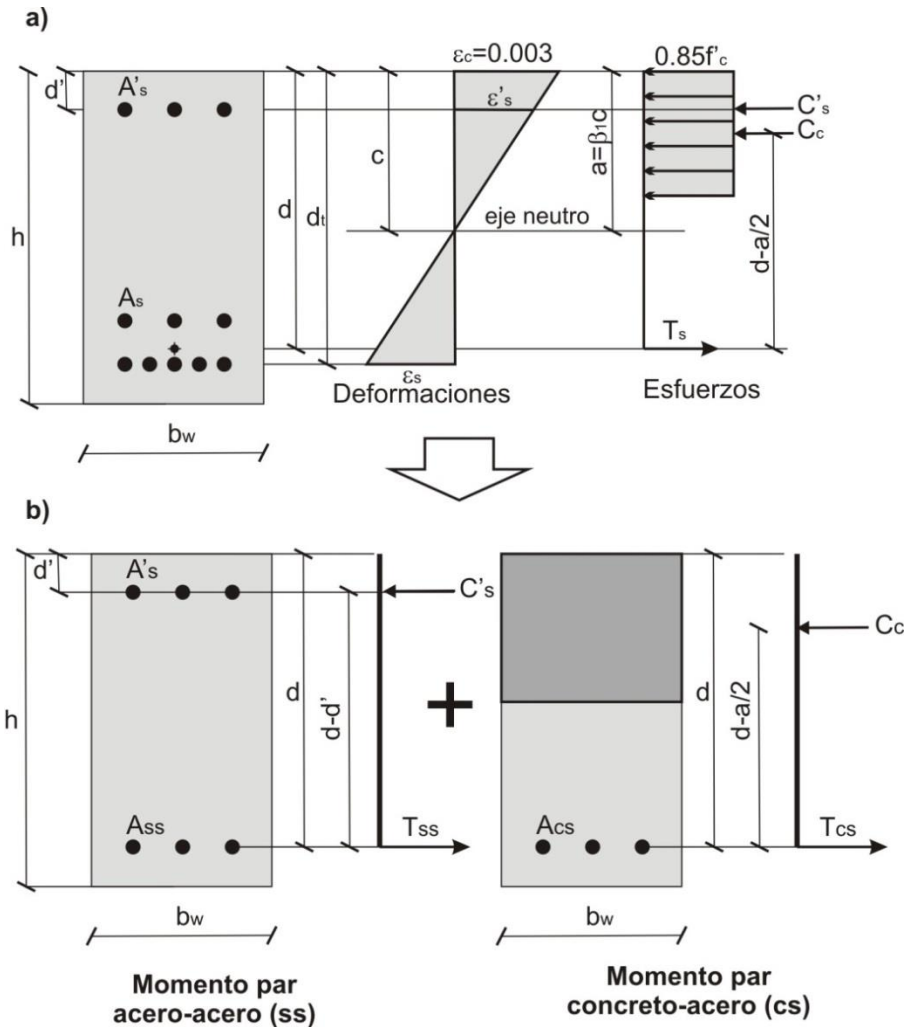 a)
εc=0.003
0.85f'c
d'
A's
ε's
C's
Cc
c
a=β1c
d
dt
h
eje neutro
d-a/2
As
Ts
εs
Deformaciones
Esfuerzos
bw
b)
d'
A's
C's
Cc
h
d
d-d'
+
d
d-a/2
Ass
Tss
Acs
Tcs
bw
bw
Momento par
acero-acero (ss)
Momento par
concreto-acero (cs)